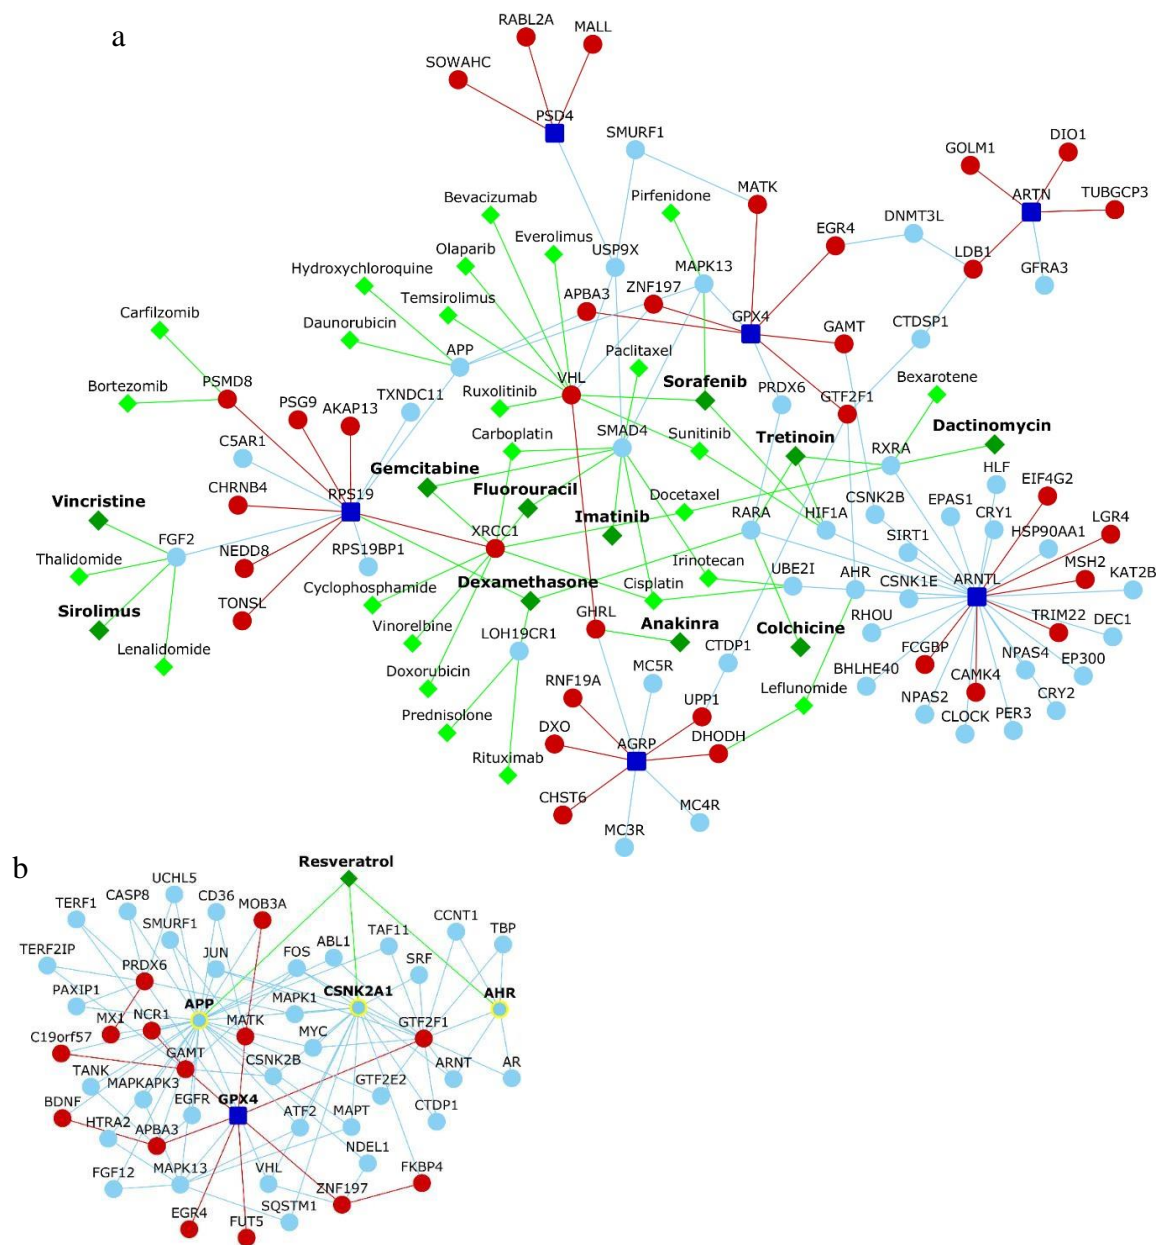 a
RABL2A
MALL
SOWAHC
PSD4
SMURF1
DIO1
GOLM1
MATK
ARTN
TUBGCP3
Bevacizumab
Pirfenidone
EGR4
DNMT3L
Everolimus
Olaparib
USP9X
LDB1
GFRA3
Hydroxychloroquine
MAPK13
APBA3
ZNF197
Temsirolimus
Carfilzomib
GPX4
GAMT
CTDSP1
Daunorubicin
APP
Paclitaxel
Bexarotene
Bortezomib
PSMD8
VHL
Sorafenib
PRDX6
TXNDC11
Ruxolitinib
GTF2F1
PSG9
AKAP13
Dactinomycin
C5AR1
Carboplatin
SMAD4
Sunitinib
Tretinoin
RXRA
HLF
Gemcitabine
CHRNB4
RPS19
Fluorouracil
Docetaxel
CSNK2B
EPAS1
EIF4G2
Vincristine
Imatinib
RARA
HIF1A
CRY1
LGR4
FGF2
XRCC1
SIRT1
HSP90AA1
Thalidomide
NEDD8
RPS19BP1
Irinotecan
MSH2
Cyclophosphamide
Dexamethasone
Cisplatin
UBE2I
AHR
CSNK1E
ARNTL
KAT2B
Sirolimus
TONSL
GHRL
Anakinra
Colchicine
RHOU
TRIM22
DEC1
Vinorelbine
LOH19CR1
CTDP1
FCGBP
NPAS4
EP300
Lenalidomide
Doxorubicin
MC5R
BHLHE40
CAMK4
RNF19A
UPP1
Leflunomide
NPAS2
CRY2
Prednisolone
DXO
CLOCK
PER3
AGRP
DHODH
Rituximab
CHST6
MC4R
MC3R
b
Resveratrol
UCHL5
CASP8
CD36
MOB3A
TERF1
CCNT1
TBP
SMURF1
TAF11
TERF2IP
JUN
FOS
ABL1
SRF
PRDX6
PAXIP1
APP
MAPK1
CSNK2A1
AHR
MX1
NCR1
MATK
GTF2F1
C19orf57
MYC
GAMT
CSNK2B
TANK
MAPKAPK3
GTF2E2
ARNT
AR
BDNF
EGFR
GPX4
HTRA2
APBA3
ATF2
MAPT
CTDP1
NDEL1
FGF12
MAPK13
VHL
FKBP4
ZNF197
SQSTM1
EGR4
FUT5